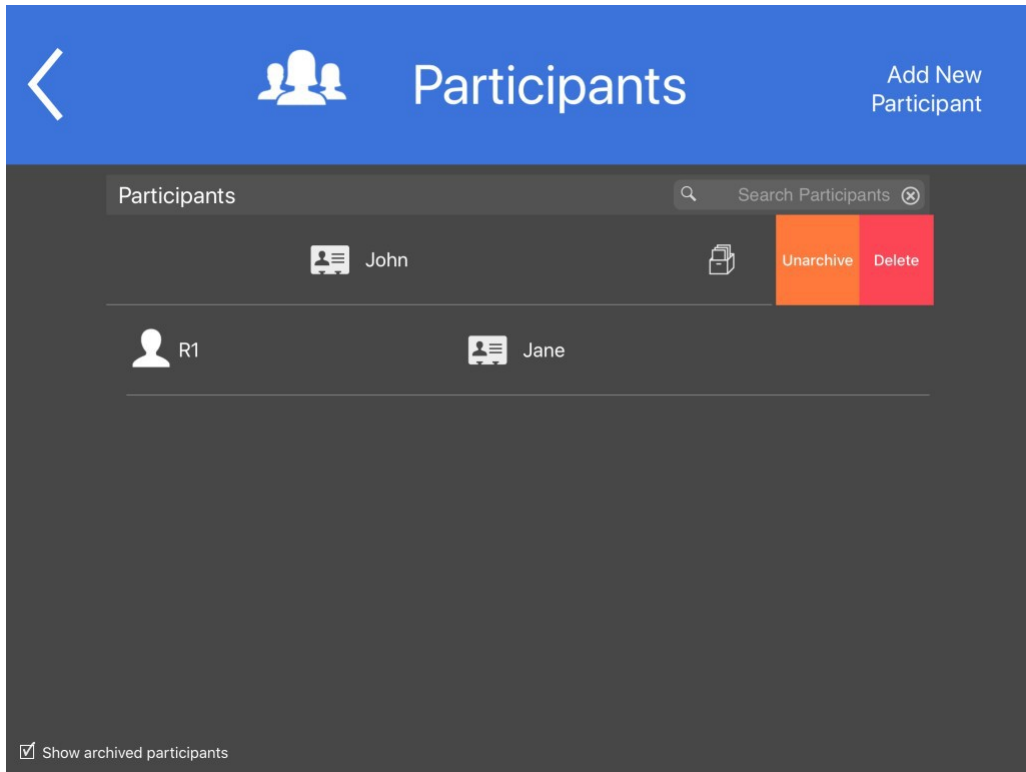 Participants
Add New
Participant
Participants
Search Participants
John
Unarchive
Delete
R1
Jane
Show archived participants